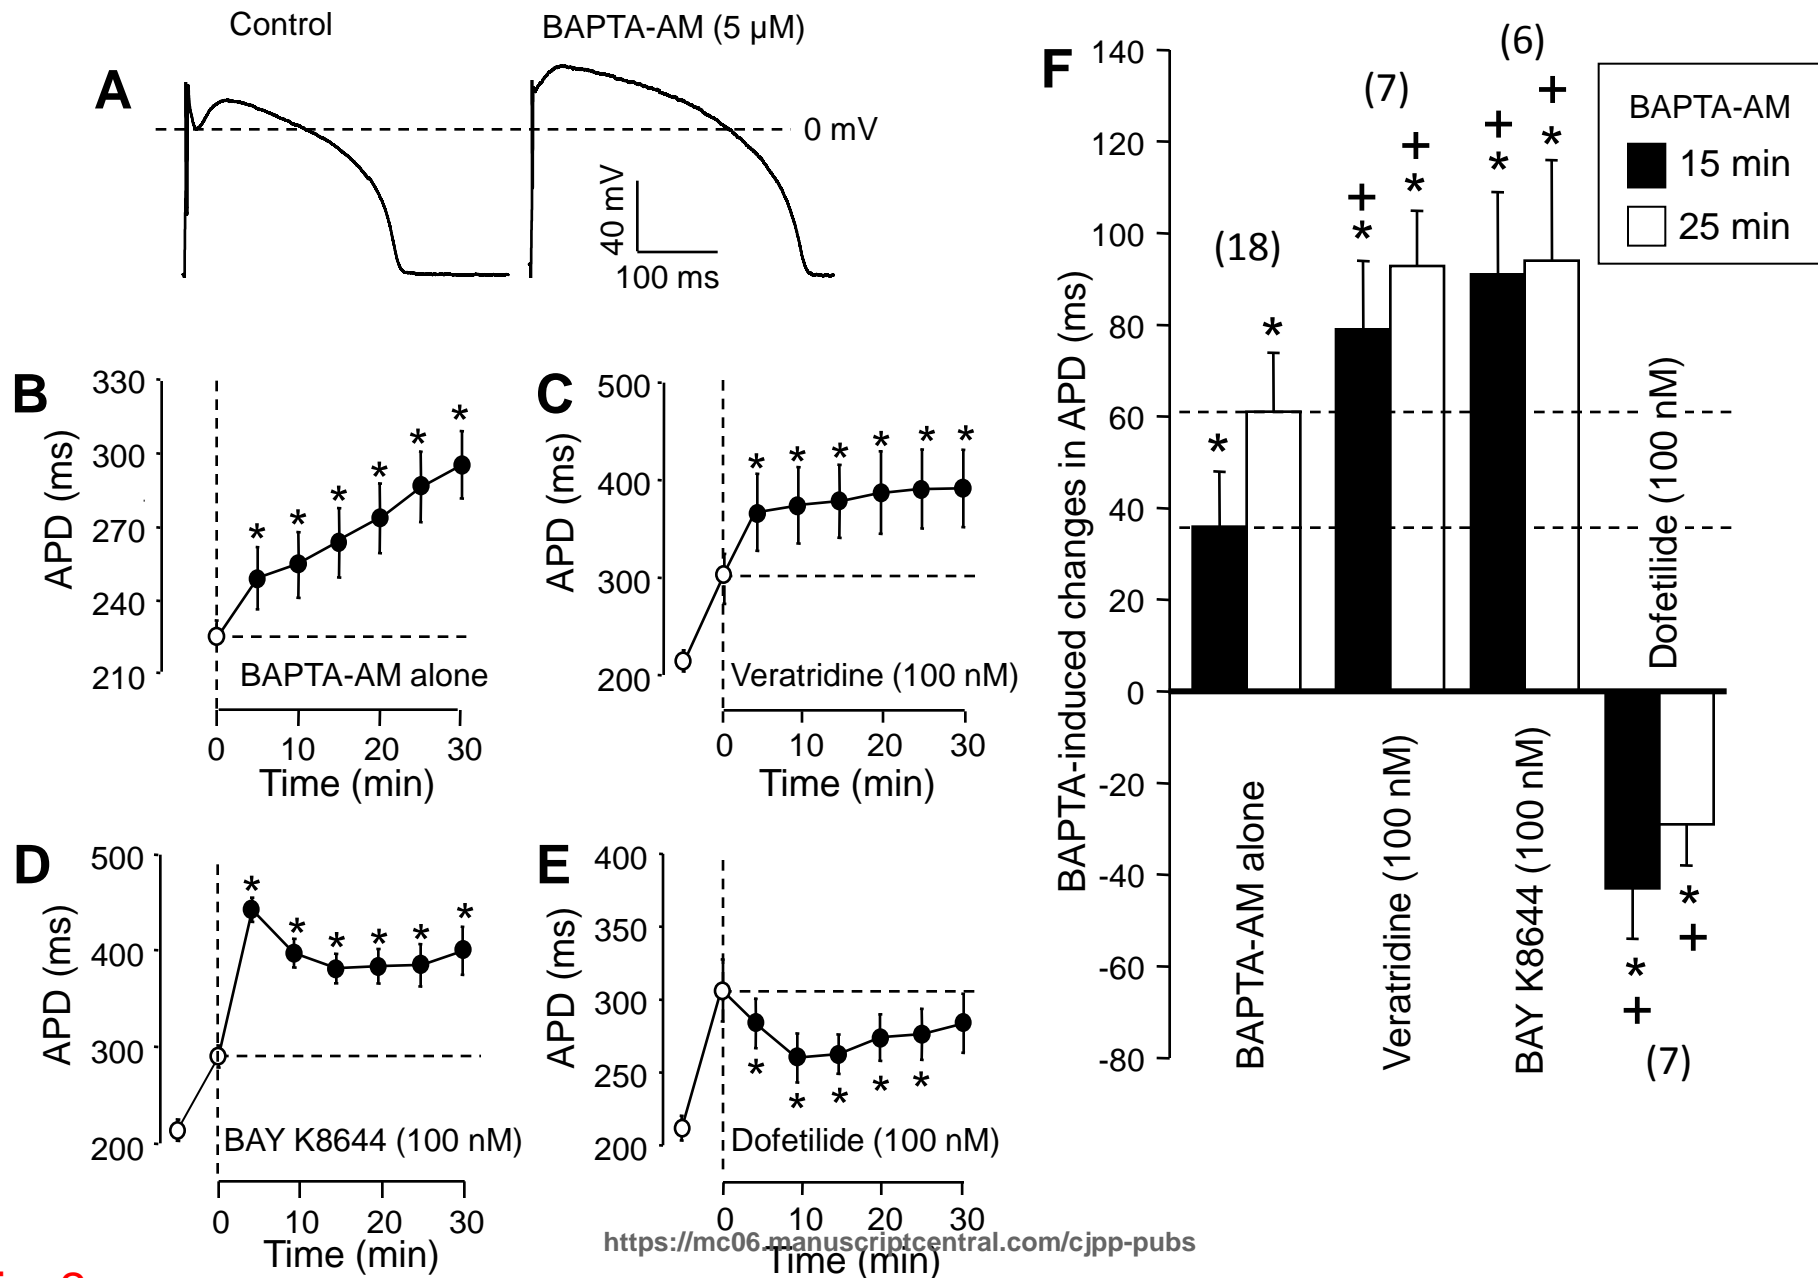 Control
BAPTA-AM (5 µM)
A
0 mV
40 mV
100 ms
B
APD (ms)
330
300
270
240
210
* * * * * *
BAPTA-AM alone
0 10 20 30
Time (min)
C
APD (ms)
500
400
300
200
* * * * * *
Veratridine (100 nM)
0 10 20 30
Time (min)
D
APD (ms)
500
400
300
200
* * * * * *
BAY K8644 (100 nM)
0 10 20 30
Time (min)
E
APD (ms)
400
350
300
250
200
* * * * *
Dofetilide (100 nM)
0 10 20 30
Time (min)
F
BAPTA-induced changes in APD (ms)
140
120
100
80
60
40
20
0
-20
-40
-60
-80
(18)
* *
(7)
+ +
* *
(6)
+ +
* *
* *
+ +
(7)
BAPTA-AM alone
Veratridine (100 nM)
BAY K8644 (100 nM)
Dofetilide (100 nM)
BAPTA-AM
15 min
25 min
https://mc06.manuscriptcentral.com/cjpp-pubs